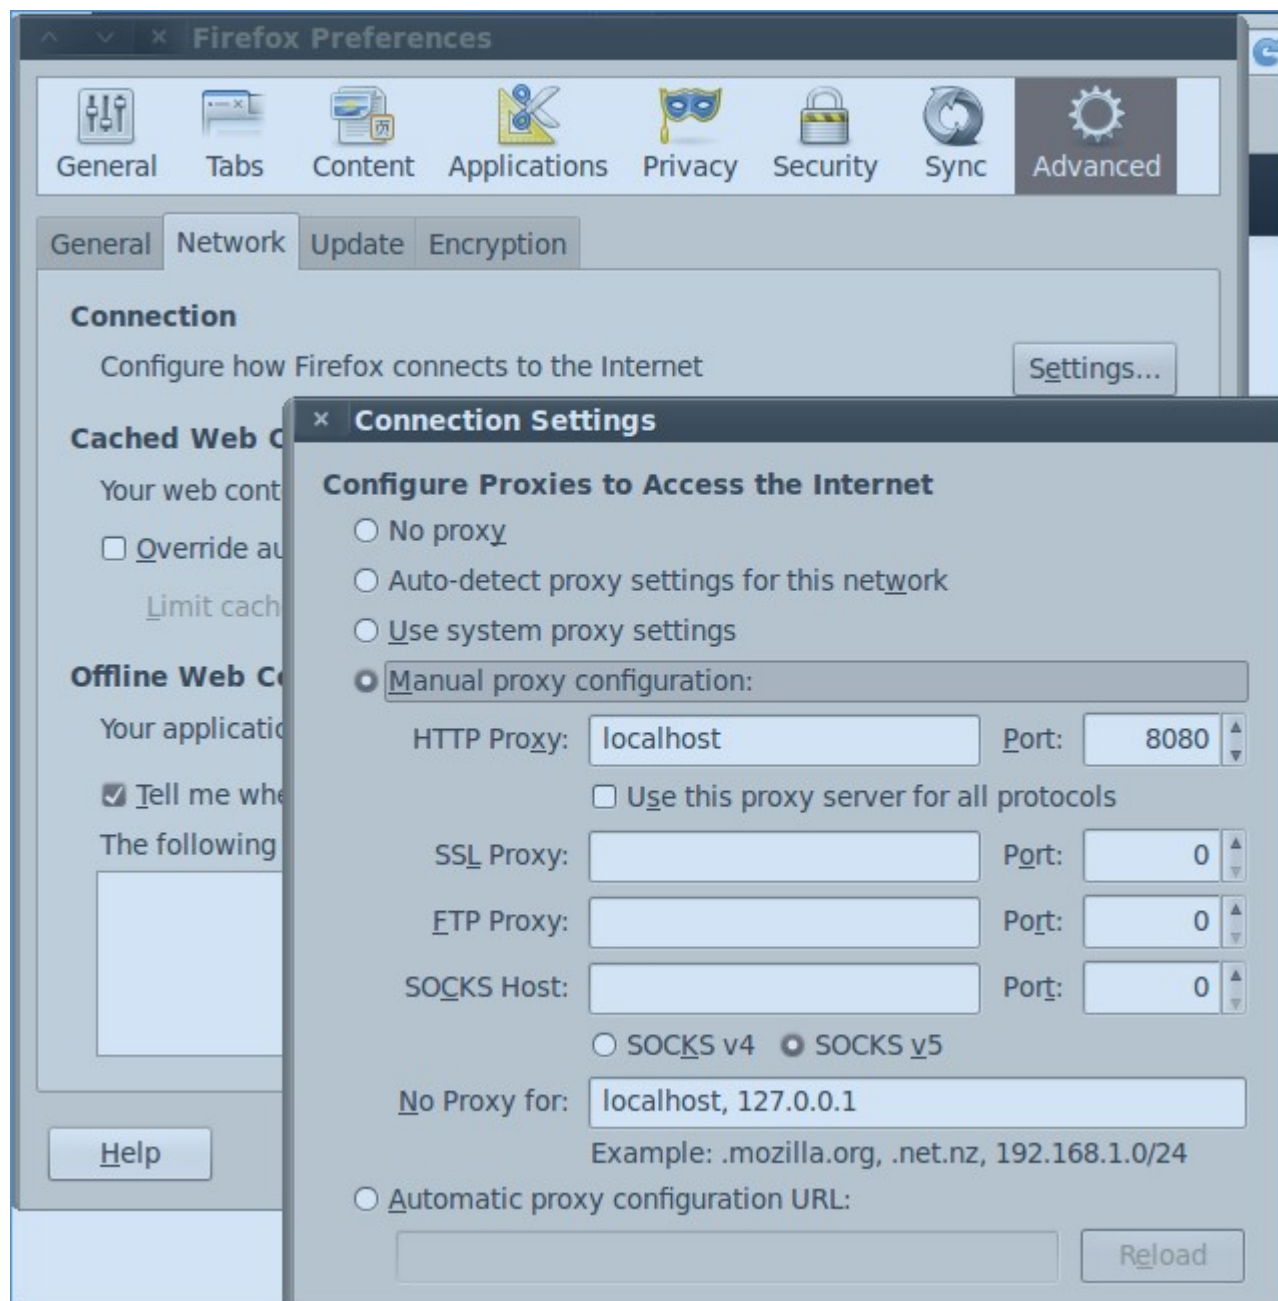 Firefox Preferences
General Tabs Content Applications Privacy Security Sync Advanced
General Network Update Encryption
Connection
Configure how Firefox connects to the Internet Settings...
Cached Web C
Your web cont
Override au
Limit cach
Offline Web Co
Your applicatio
Tell me whe
The following
Help
Connection Settings
Configure Proxies to Access the Internet
No proxy
Auto-detect proxy settings for this network
Use system proxy settings
Manual proxy configuration:
HTTP Proxy: localhost Port: 8080
Use this proxy server for all protocols
SSL Proxy: Port: 0
FTP Proxy: Port: 0
SOCKS Host: Port: 0
SOCKS v4 SOCKS v5
No Proxy for: localhost, 127.0.0.1
Example: .mozilla.org, .net.nz, 192.168.1.0/24
Automatic proxy configuration URL:
Reload